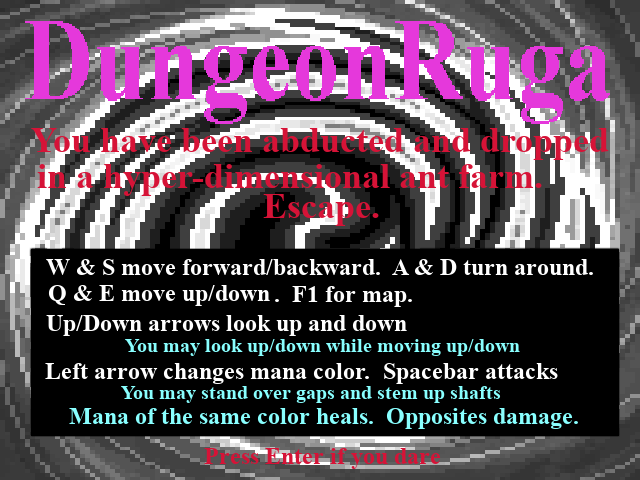 DungeonRuga
You have been abducted and dropped
in a hyper-dimensional ant farm.
Escape.
W & S move forward/backward.  A & D turn around.
Q & E move up/down .  F1 for map.
Up/Down arrows look up and down
You may look up/down while moving up/down
Left arrow changes mana color.  Spacebar attacks
You may stand over gaps and stem up shafts
Mana of the same color heals.  Opposites damage.
Press Enter if you dare